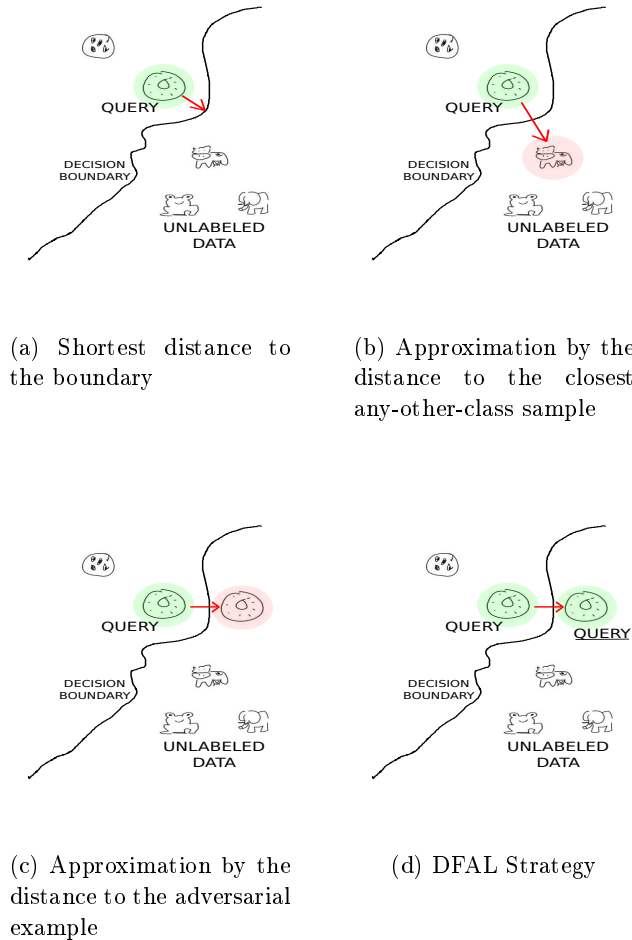 QUERY
DECISION
BOUNDARY
UNLABELED
DATA
(a) Shortest distance to
the boundary
QUERY
DECISION
BOUNDARY
UNLABELED
DATA
(b) Approximation by the
distance to the closest
any-other-class sample
QUERY
DECISION
BOUNDARY
UNLABELED
DATA
(c) Approximation by the
distance to the adversarial
example
QUERY
QUERY
DECISION
BOUNDARY
UNLABELED
DATA
(d) DFAL Strategy